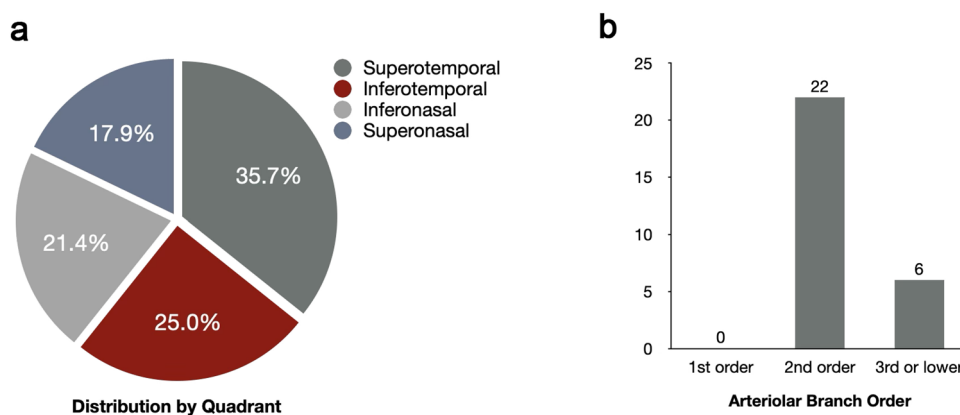 a
Superotemporal
Inferotemporal
Inferonasal
Superonasal
35.7%
25.0%
21.4%
17.9%
Distribution by Quadrant
b
25
20
15
10
5
0
0
22
6
1st order
2nd order
3rd or lower
Arteriolar Branch Order